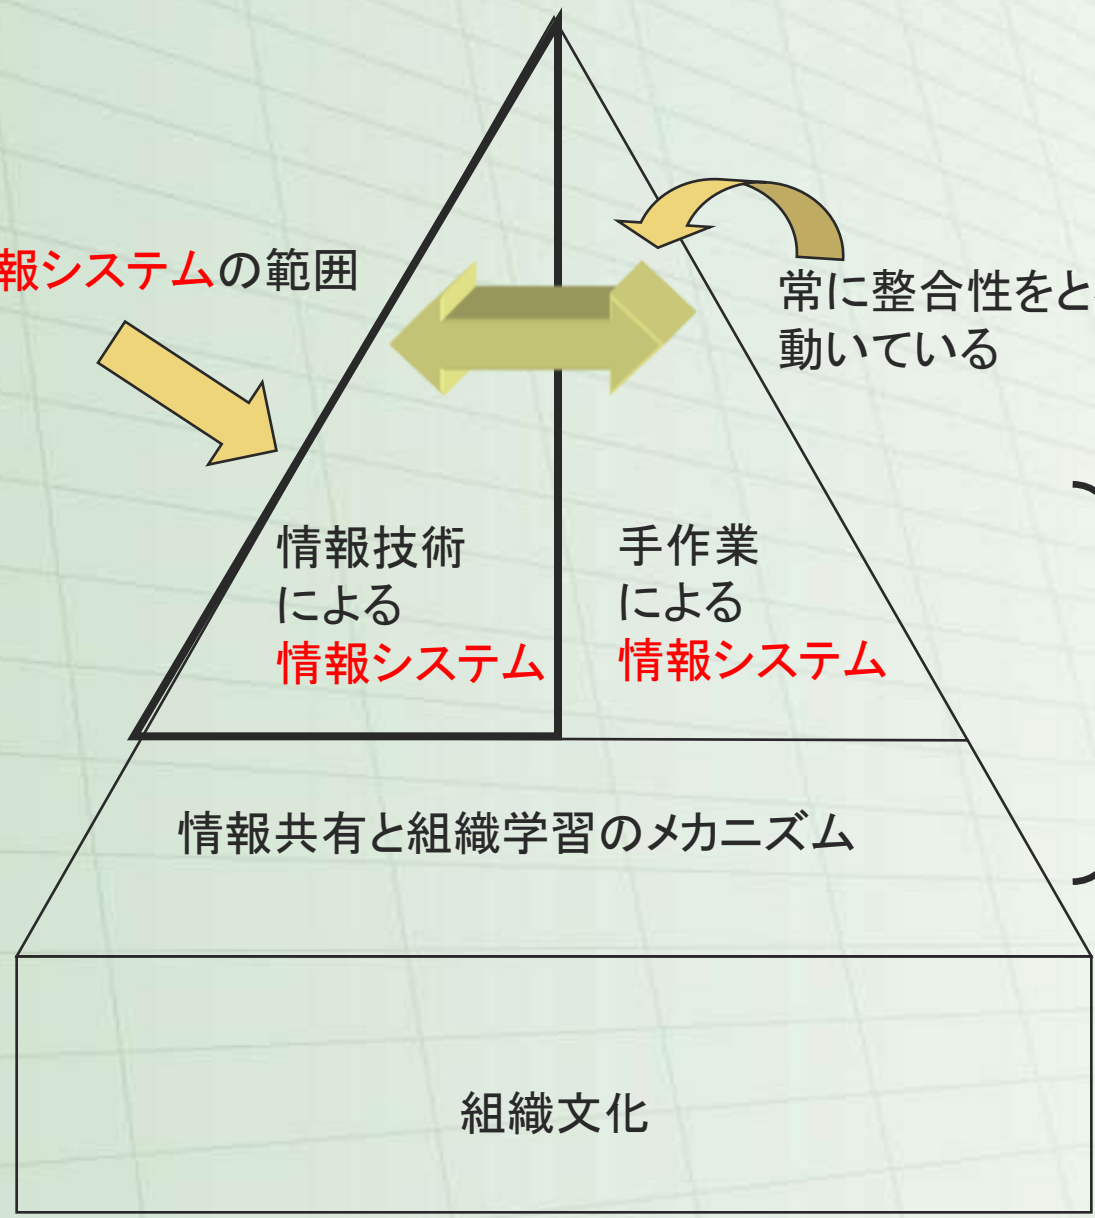 報システムの範囲
常に整合性をと
動いている
情報技術
による
情報システム
手作業
による
情報システム
情報共有と組織学習のメカニズム
組織文化